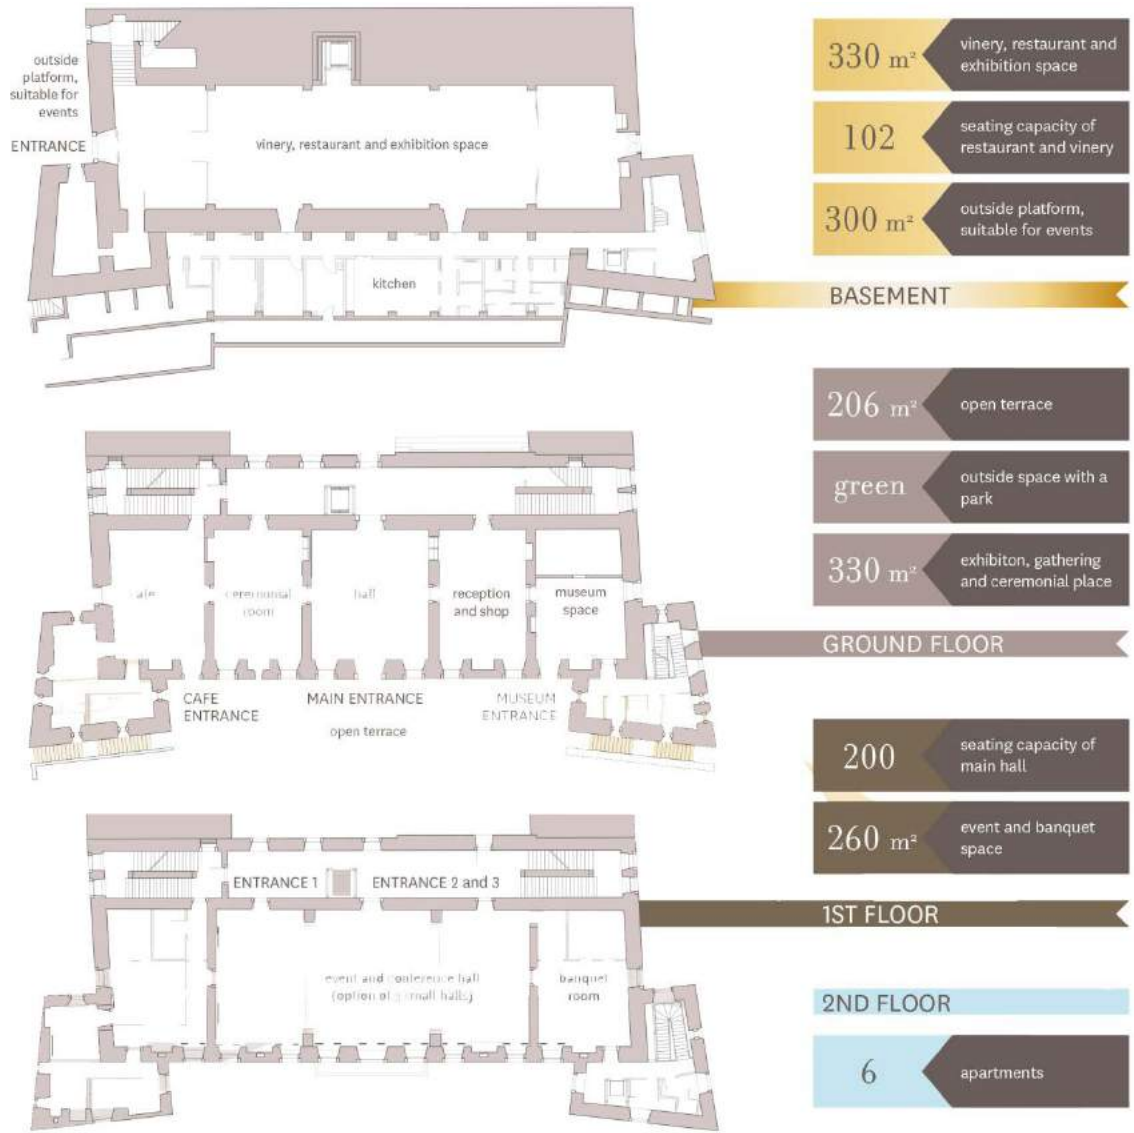 outside
platform,
suitable for
events
ENTRANCE
vinery, restaurant and exhibition space
kitchen
330 m²
vinery, restaurant and
exhibition space
102
seating capacity of
restaurant and vinery
300 m²
outside platform,
suitable for events
BASEMENT
206 m²
open terrace
green
outside space with a
park
330 m²
exhibiton, gathering
and ceremonial place
GROUND FLOOR
ceremonial
room
hall
reception
and shop
museum
space
CAFE
ENTRANCE
MAIN ENTRANCE
MUSEUM
ENTRANCE
open terrace
200
seating capacity of
main hall
260 m²
event and banquet
space
1ST FLOOR
ENTRANCE 1
ENTRANCE 2 and 3
event and conference hall
(option of small halls)
banquet
room
2ND FLOOR
6
apartments